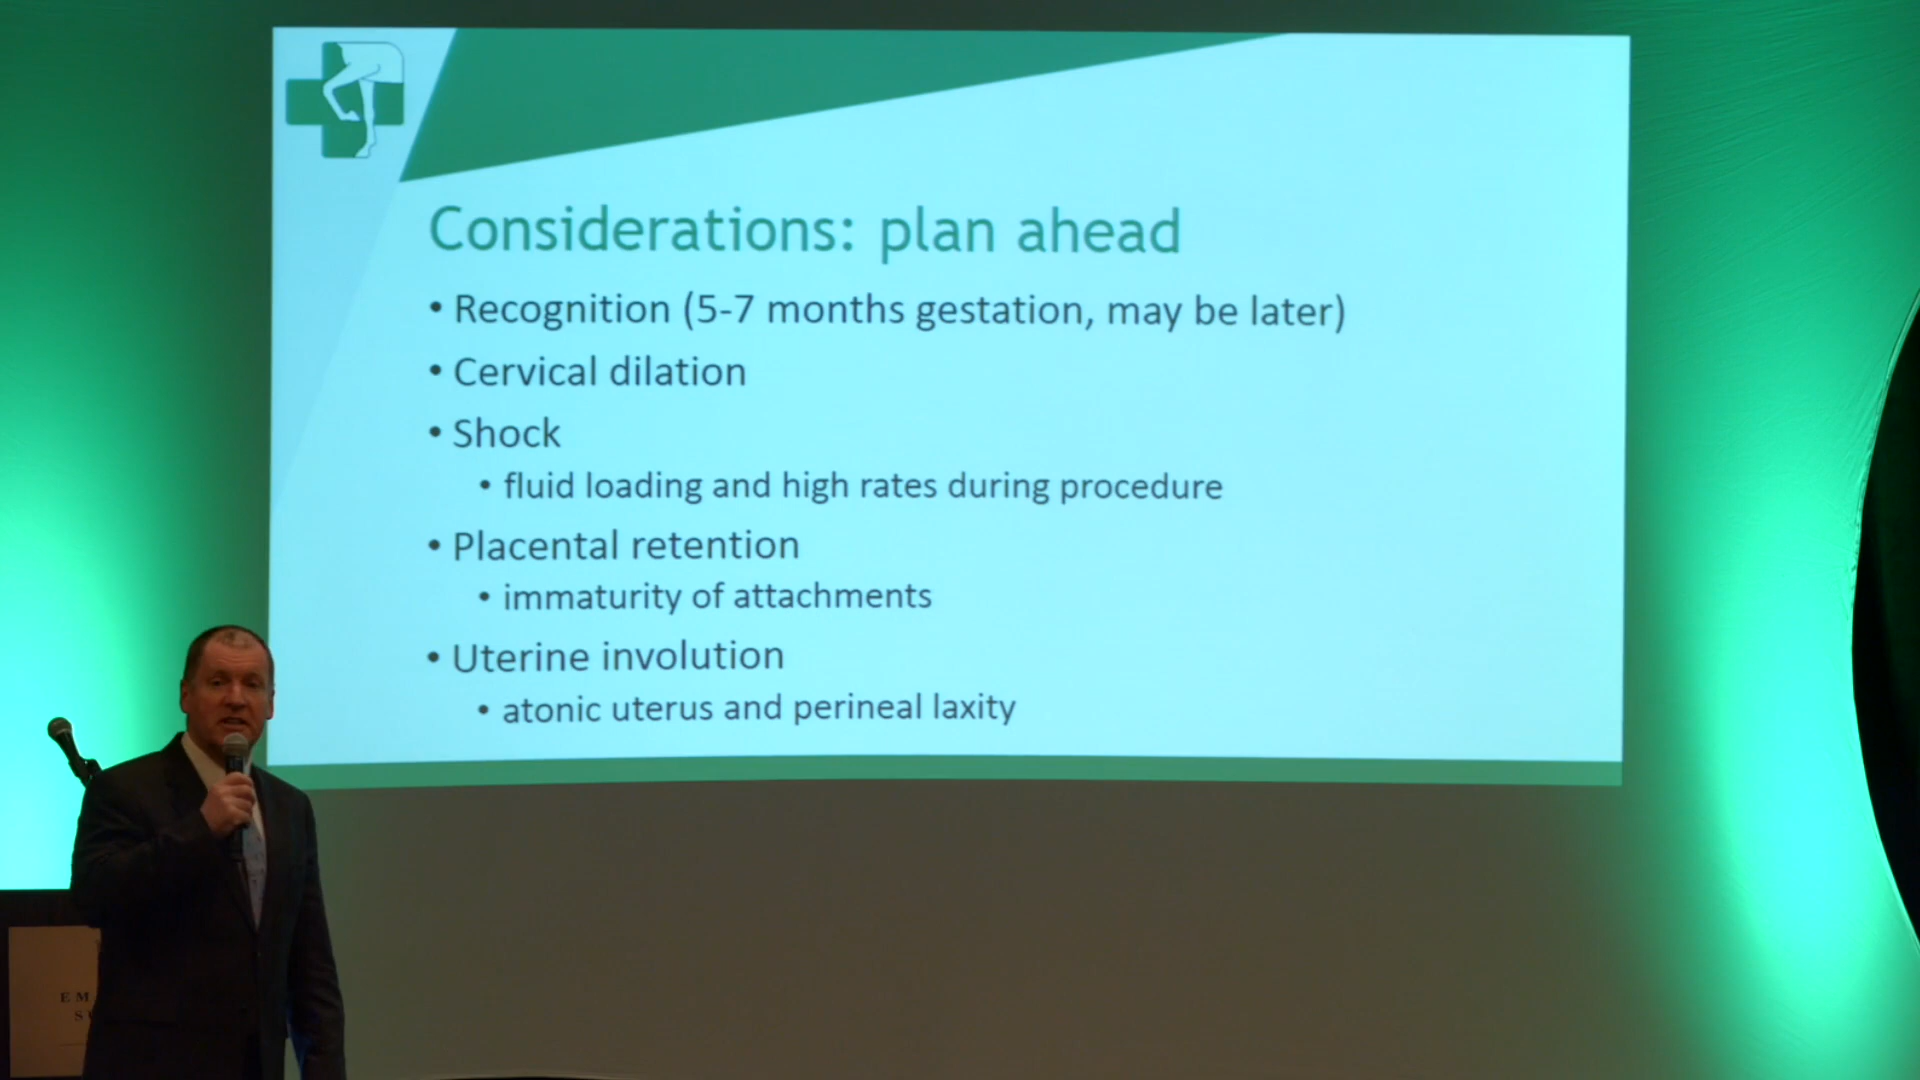 Considerations: plan ahead
• Recognition (5-7 months gestation, may be later)
• Cervical dilation
• Shock
• fluid loading and high rates during procedure
• Placental retention
• immaturity of attachments
• Uterine involution
• atonic uterus and perineal laxity